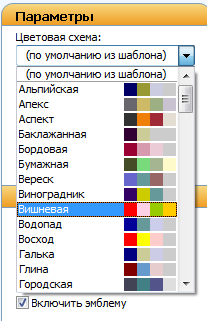 Параметры
Цветовая схема:
(по умолчанию из шаблона)
(по умолчанию из шаблона)
Альпийская
Апекс
Аспект
Баклажанная
Бордовая
Бумажная
Вереск
Виноградник
Вишневая
Водопад
Восход
Галька
Глина
Городская
Включить эмблему